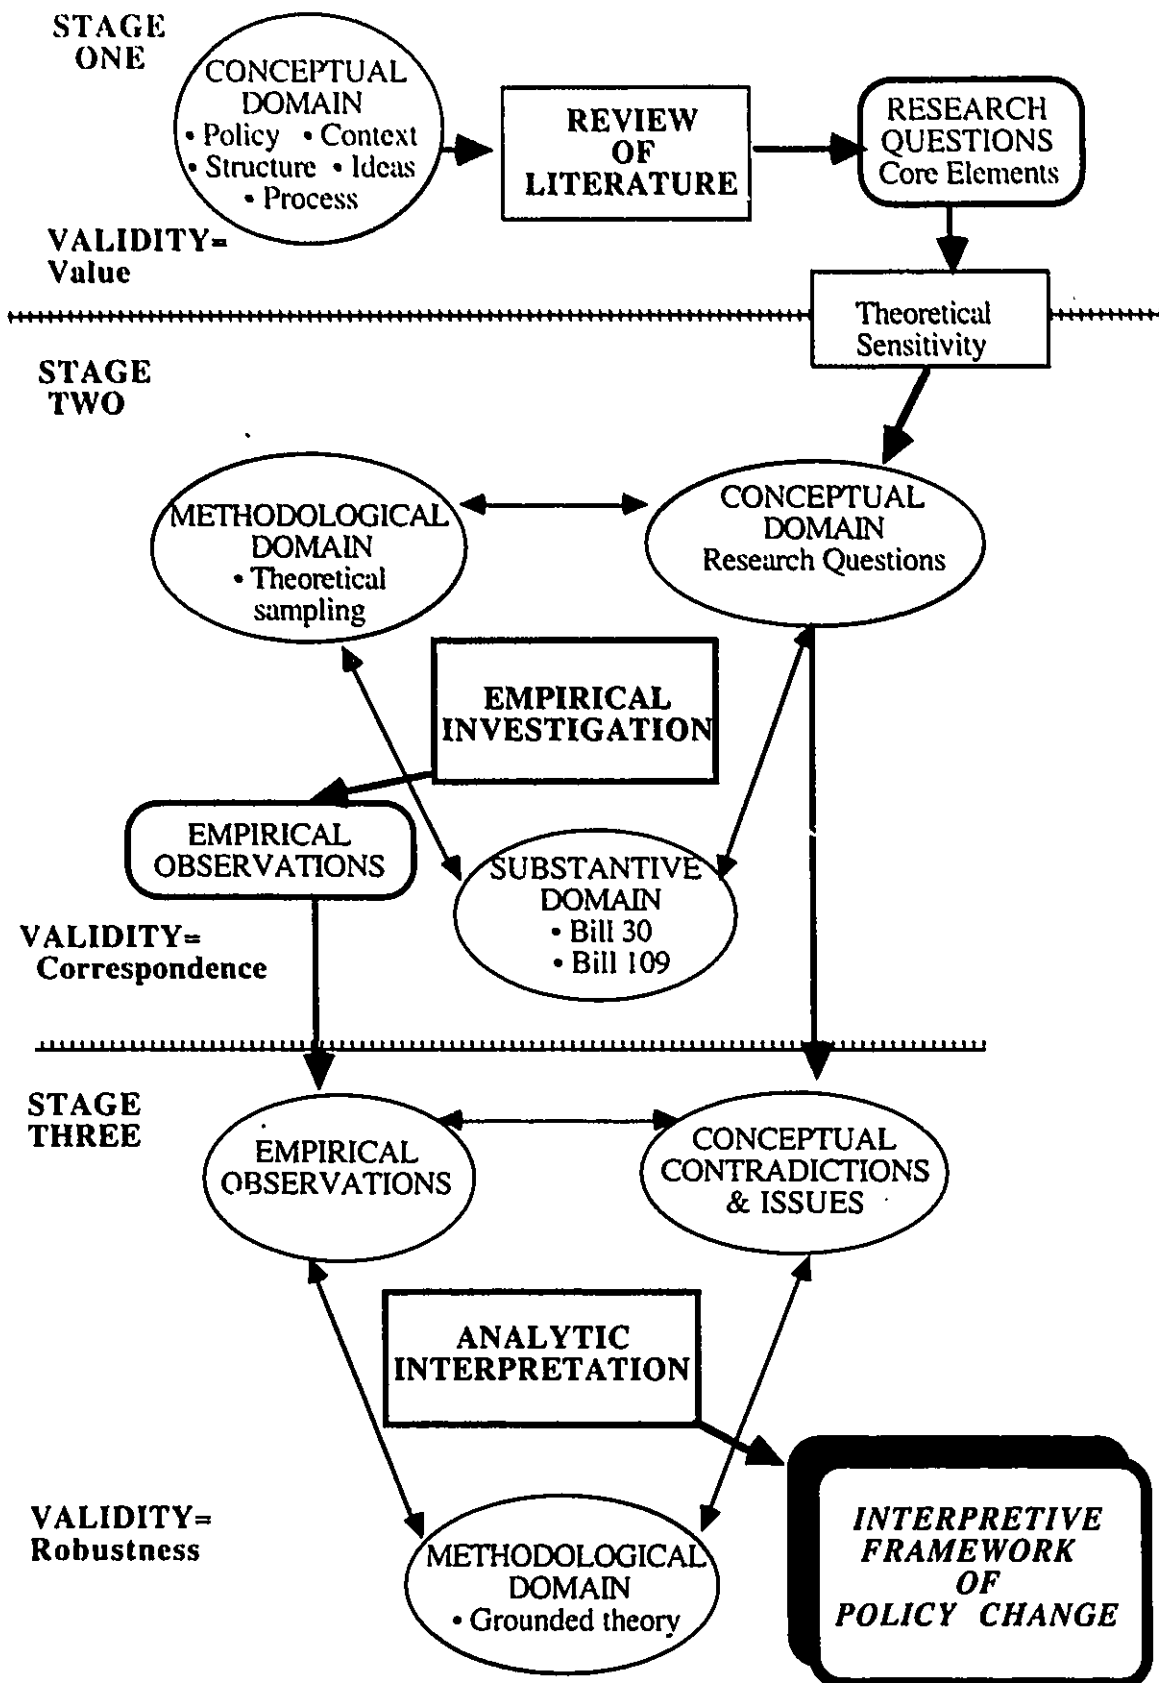 STAGE
ONE
CONCEPTUAL
DOMAIN
• Policy • Context
• Structure • Ideas
• Process
REVIEW
OF
LITERATURE
RESEARCH
QUESTIONS
Core Elements
VALIDITY=
Value
Theoretical
Sensitivity
STAGE
TWO
METHODOLOGICAL
DOMAIN
• Theoretical
sampling
CONCEPTUAL
DOMAIN
Research Questions
EMPIRICAL
INVESTIGATION
EMPIRICAL
OBSERVATIONS
SUBSTANTIVE
DOMAIN
• Bill 30
• Bill 109
VALIDITY=
Correspondence
STAGE
THREE
EMPIRICAL
OBSERVATIONS
CONCEPTUAL
CONTRADICTIONS
& ISSUES
ANALYTIC
INTERPRETATION
VALIDITY=
Robustness
METHODOLOGICAL
DOMAIN
• Grounded theory
INTERPRETIVE
FRAMEWORK
OF
POLICY CHANGE